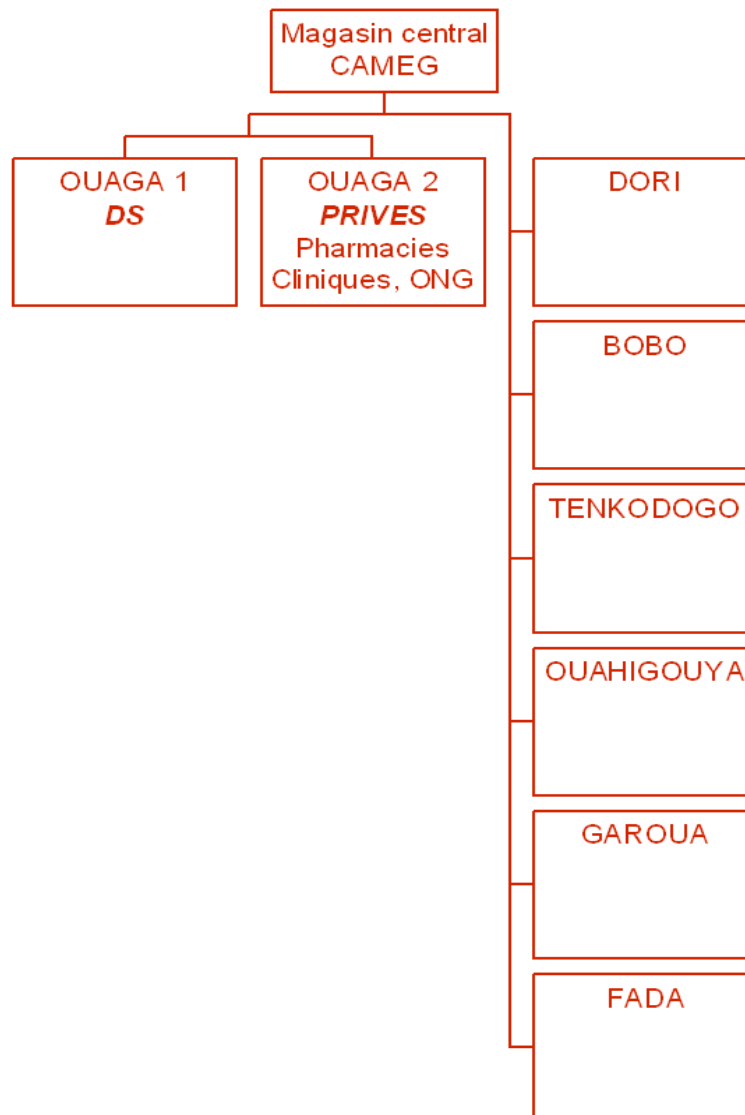 Magasin central
CAMEG
OUAGA 1
DS
OUAGA 2
PRIVES
Pharmacies
Cliniques, ONG
DORI
BOBO
TENKODOGO
OUAHIGOUYA
GAROUA
FADA